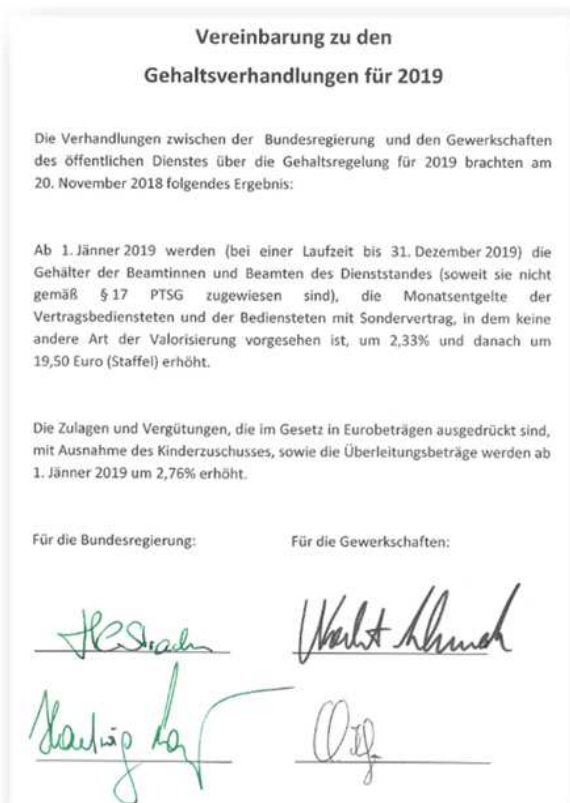 Vereinbarung zu den
Gehaltsverhandlungen für 2019
Die Verhandlungen zwischen der Bundesregierung und den Gewerkschaften
des öffentlichen Dienstes über die Gehaltsregelung für 2019 brachten am
20. November 2018 folgendes Ergebnis:
Ab 1. Jänner 2019 werden (bei einer Laufzeit bis 31. Dezember 2019) die
Gehälter der Beamtinnen und Beamten des Dienststandes (soweit sie nicht
gemäß § 17 PTSG zugewiesen sind), die Monatsentgelte der
Vertragsbediensteten und der Bediensteten mit Sondervertrag, in dem keine
andere Art der Valorisierung vorgesehen ist, um 2,33% und danach um
19,50 Euro (Staffel) erhöht.
Die Zulagen und Vergütungen, die im Gesetz in Eurobeträgen ausgedrückt sind,
mit Ausnahme des Kinderzuschusses, sowie die Überleitungsbeträge werden ab
1. Jänner 2019 um 2,76% erhöht.
Für die Bundesregierung: Für die Gewerkschaften: